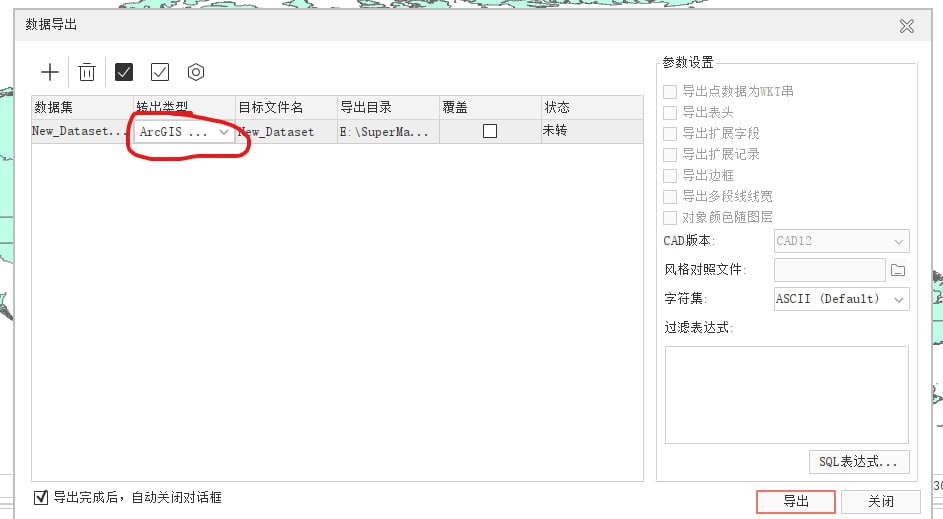 数据导出
参数设置
数据集 转出类型 目标文件名 导出目录 覆盖 状态
New_Dataset... ArcGIS ... New_Dataset E:\SuperMa... 未转
导出点数据为WKT串
导出表头
导出扩展字段
导出扩展记录
导出边框
导出多段线线宽
对象颜色随图层
CAD版本: CAD12
风格对照文件:
字符集: ASCII (Default)
过滤表达式:
SQL表达式...
导出完成后，自动关闭对话框
导出 关闭